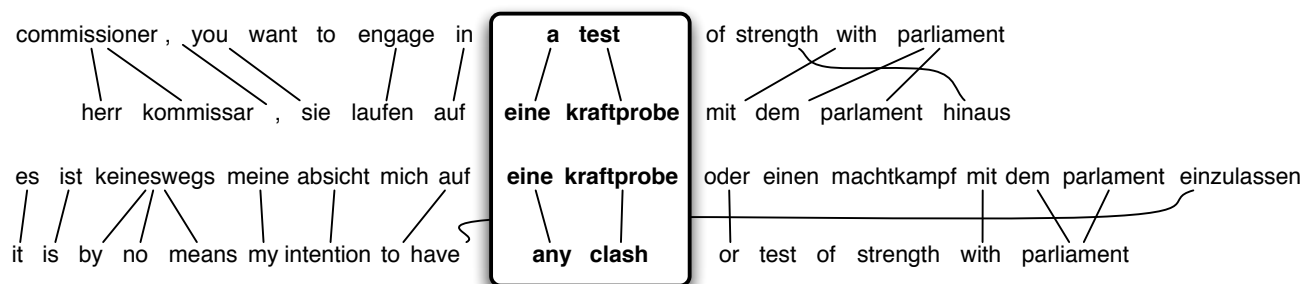 commissioner , you want to engage in a test of strength with parliament
herr kommissar , sie laufen auf eine kraftprobe mit dem parlament hinaus
es ist keineswegs meine absicht mich auf eine kraftprobe oder einen machtkampf mit dem parlament einzulassen
it is by no means my intention to have any clash or test of strength with parliament